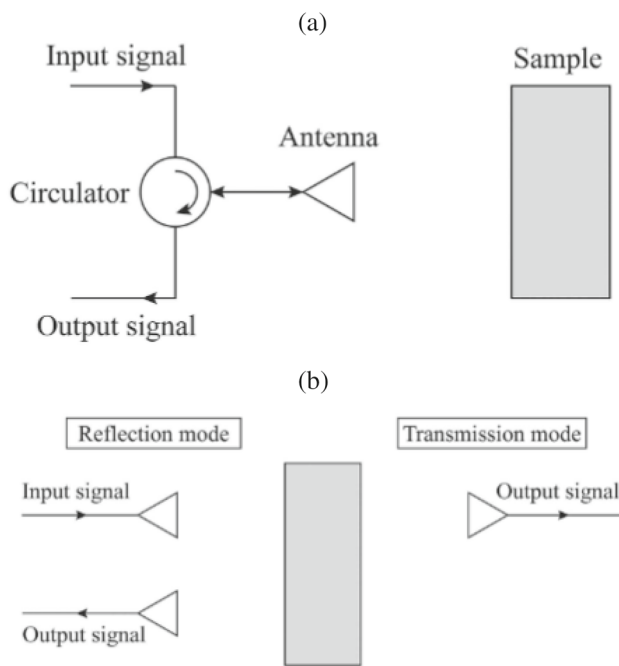 (a)
Input signal
Sample
Antenna
Circulator
Output signal
(b)
Reflection mode
Transmission mode
Input signal
Output signal
Output signal